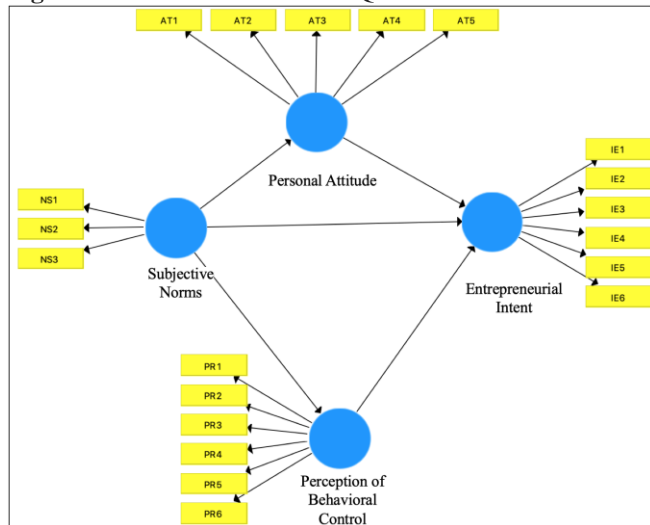 AT1
AT2
AT3
AT4
AT5
Personal Attitude
IE1
IE2
IE3
IE4
IE5
IE6
Entrepreneurial
Intent
NS1
NS2
NS3
Subjective
Norms
PR1
PR2
PR3
PR4
PR5
PR6
Perception of
Behavioral
Control